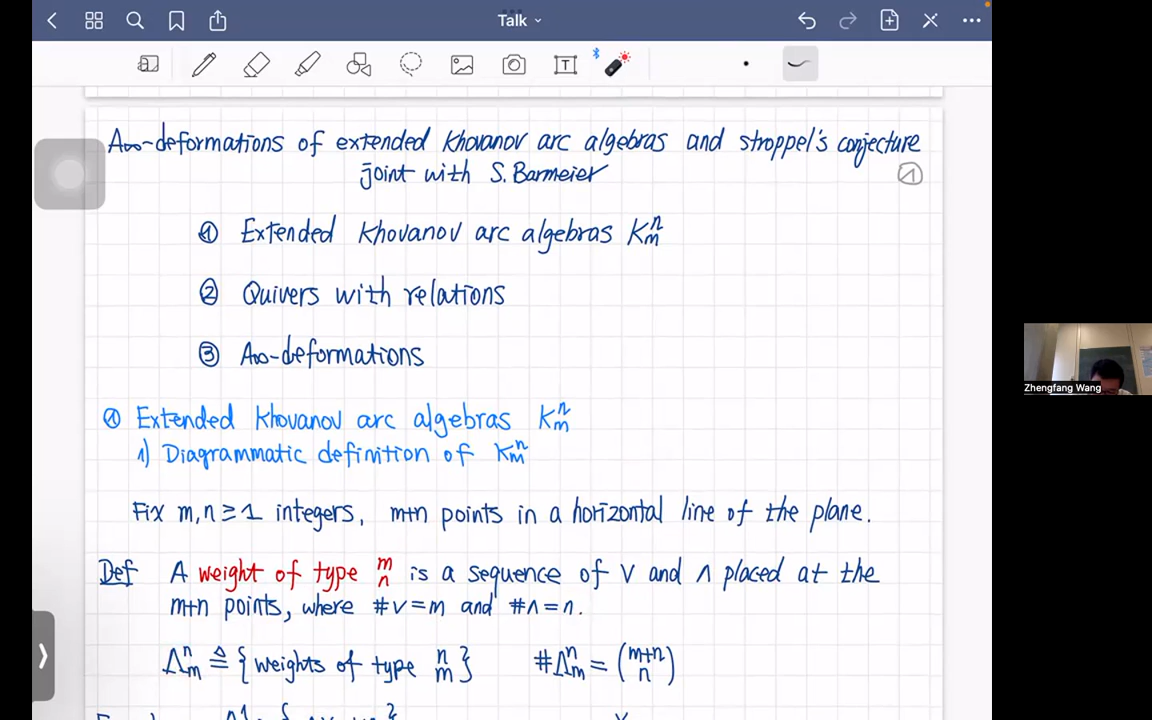 Talk
A∞-deformations of extended Khovanov arc algebras and Stroppel's conjecture
joint with S. Barmeier
①
① Extended Khovanov arc algebras K^n_m
② Quivers with relations
③ A∞-deformations
① Extended Khovanov arc algebras K^n_m
1) Diagrammatic definition of K^n_m
Fix m,n ≥ 1 integers, m+n points in a horizontal line of the plane.
Def A weight of type ^m_n is a sequence of ∨ and ∧ placed at the
m+n points, where #∨=m and #∧=n.
Λ^n_m ≜ {weights of type ^n_m} #Λ^n_m = (m+n n)
Zhengfang Wang